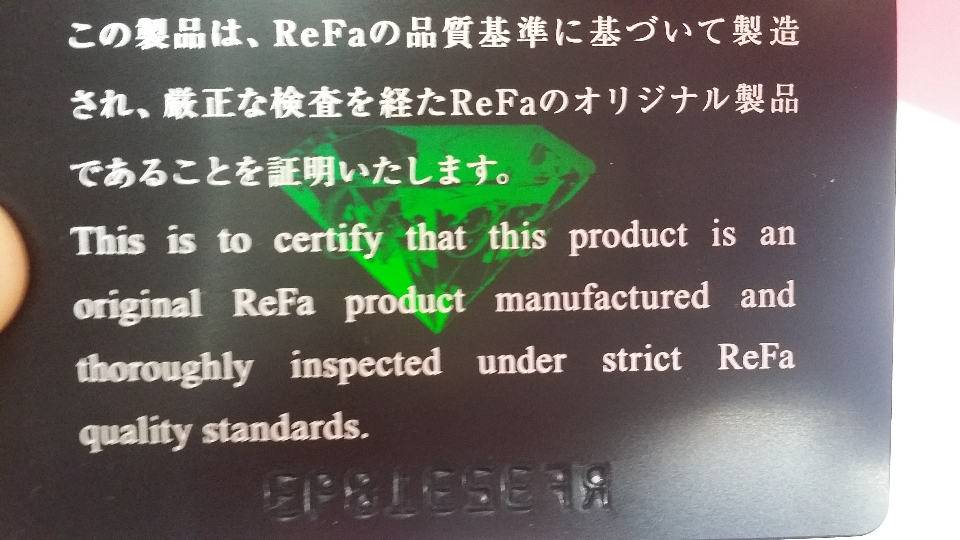 この製品は、ReFaの品質基準に基づいて製造
され、厳正な検査を経たReFaのオリジナル製品
であることを証明いたします。
This is to certify that this product is an
original ReFa product manufactured and
thoroughly inspected under strict ReFa
quality standards.